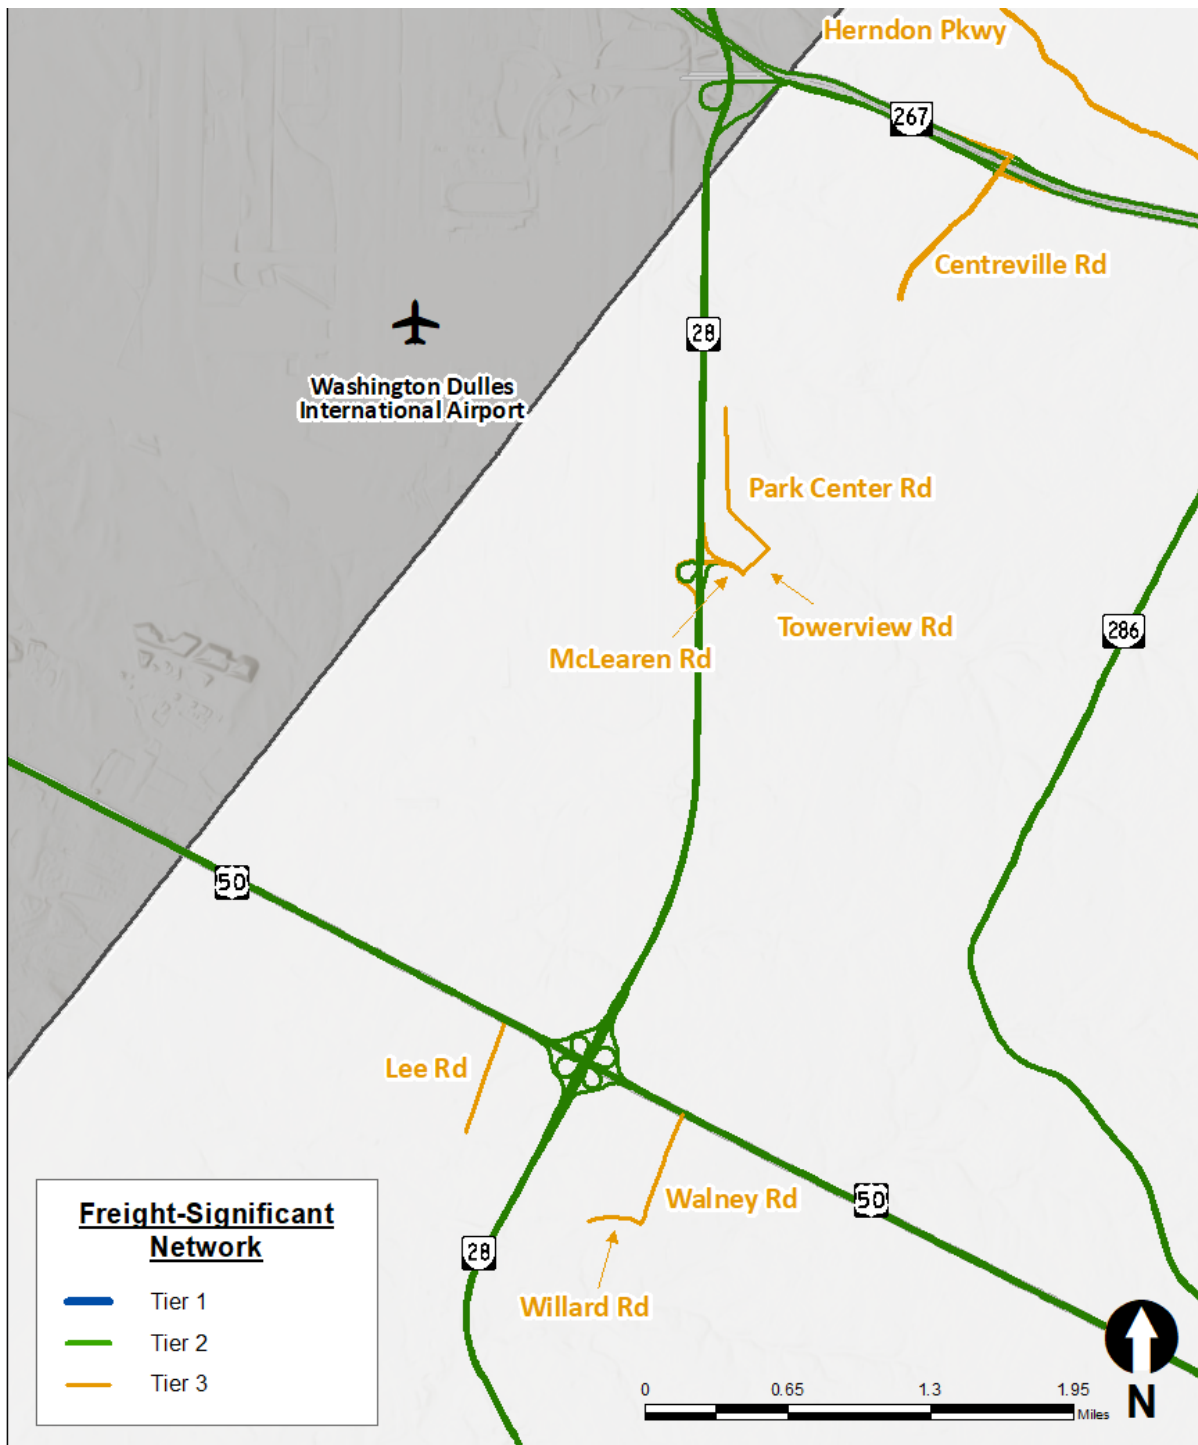 Herndon Pkwy
267
Centreville Rd
28
Washington Dulles
International Airport
Park Center Rd
Towerview Rd
286
McLearen Rd
50
Lee Rd
Walney Rd
50
28
Willard Rd
Freight-Significant
Network
Tier 1
Tier 2
Tier 3
0 0.65 1.3 1.95
Miles
N